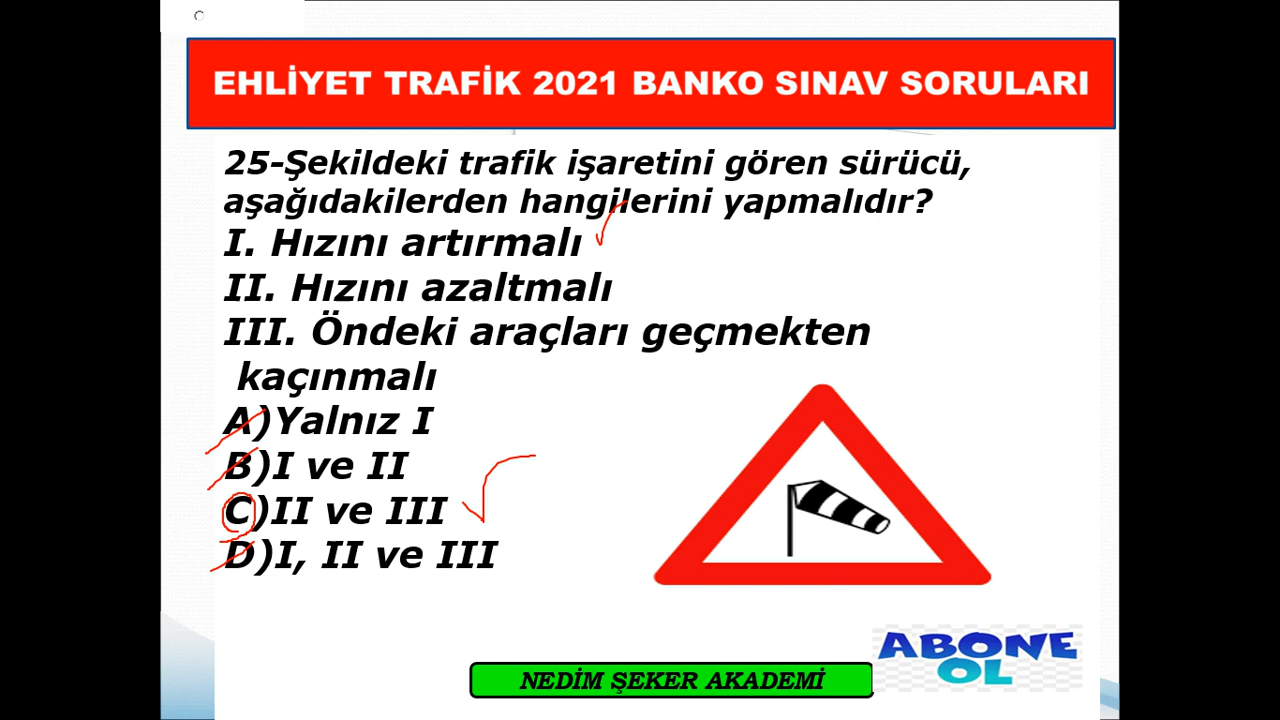 EHLİYET TRAFİK 2021 BANKO SINAV SORULARI
25-Şekildeki trafik işaretini gören sürücü,
aşağıdakilerden hangilerini yapmalıdır?
I. Hızını artırmalı
II. Hızını azaltmalı
III. Öndeki araçları geçmekten
kaçınmalı
A)Yalnız I
B)I ve II
C)II ve III
D)I, II ve III
ABONE
OL
NEDİM ŞEKER AKADEMİ